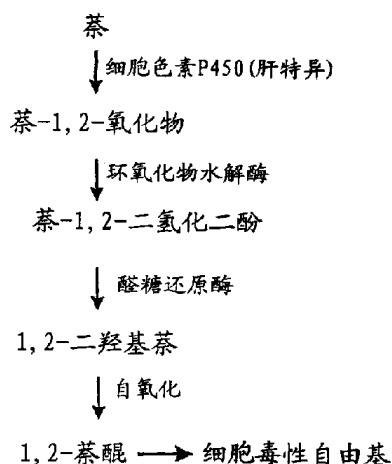 萘
细胞色素P450(肝特异)
萘-1,2-氧化物
环氧化物水解酶
萘-1,2-二氢化二酚
醛糖还原酶
1,2-二羟基萘
自氧化
1,2-萘醌 → 细胞毒性自由基